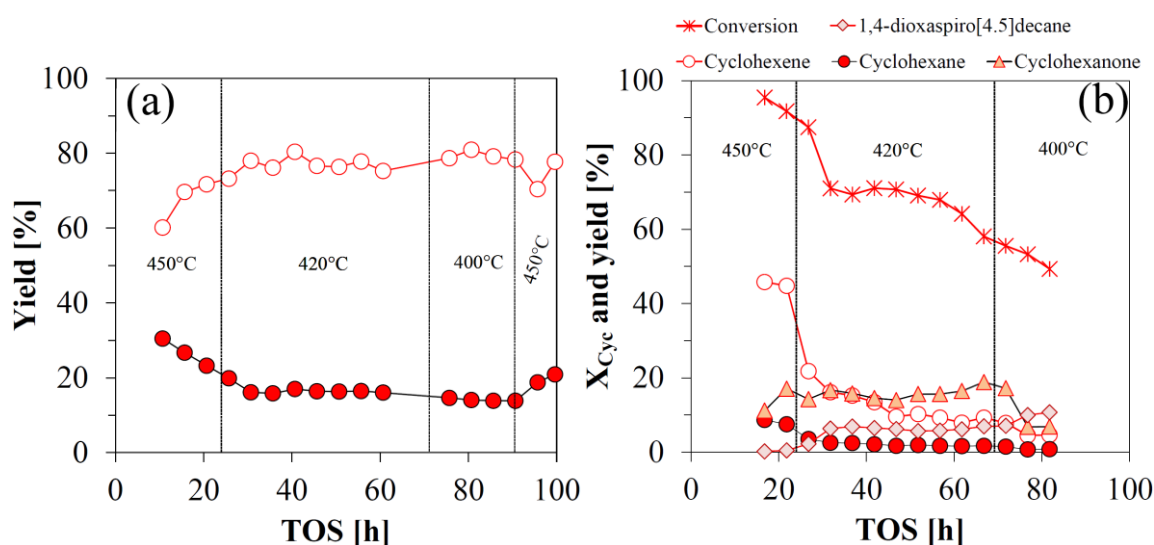 Conversion 1,4-dioxaspiro[4.5]decane
Cyclohexene Cyclohexane Cyclohexanone
(a)
100
80
60
40
20
0
Yield [%]
450°C
420°C
400°C
450°C
0 20 40 60 80 100
TOS [h]
(b)
100
80
60
40
20
0
X_Cyc and yield [%]
450°C
420°C
400°C
0 20 40 60 80 100
TOS [h]